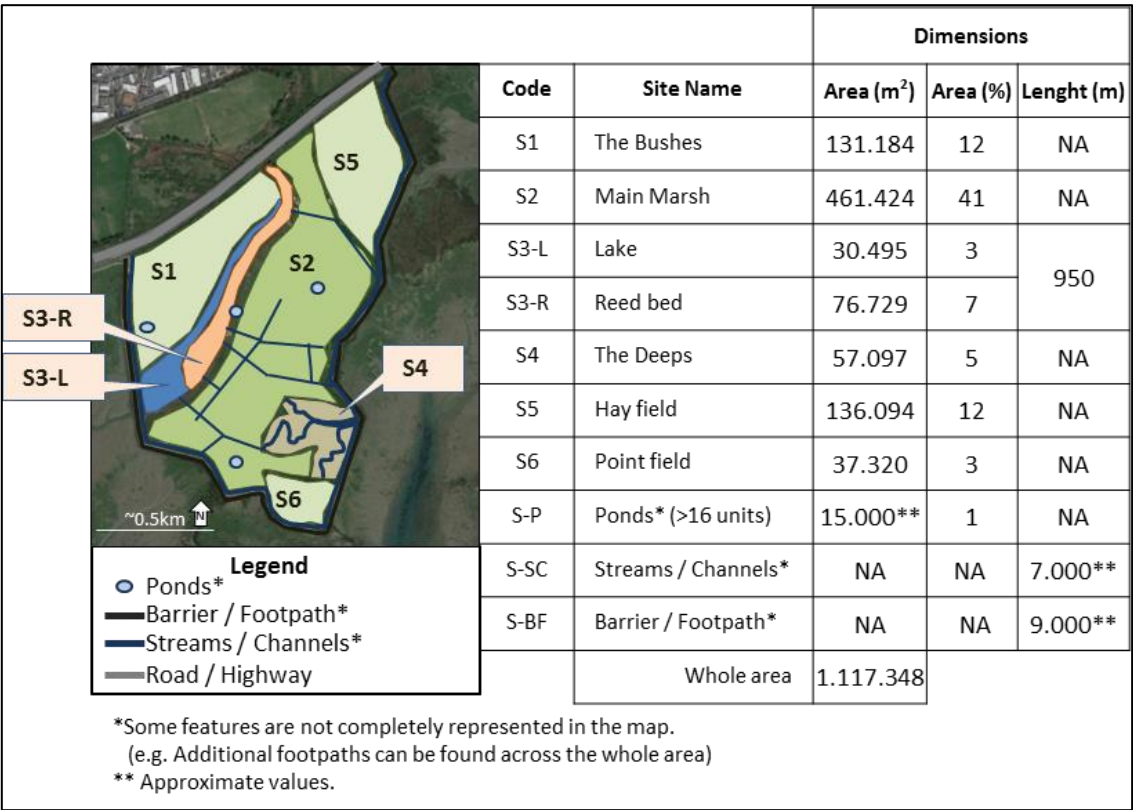 Dimensions
Code Site Name Area (m²) Area (%) Lenght (m)
S1 The Bushes 131.184 12 NA
S2 Main Marsh 461.424 41 NA
S3-L Lake 30.495 3 950
S3-R Reed bed 76.729 7
S4 The Deeps 57.097 5 NA
S5 Hay field 136.094 12 NA
S6 Point field 37.320 3 NA
S-P Ponds* (>16 units) 15.000** 1 NA
S-SC Streams / Channels* NA NA 7.000**
S-BF Barrier / Footpath* NA NA 9.000**
Whole area 1.117.348
S5
S2
S1
S3-R
S3-L
S4
S6
~0.5km N
Legend
Ponds*
Barrier / Footpath*
Streams / Channels*
Road / Highway
*Some features are not completely represented in the map.
(e.g. Additional footpaths can be found across the whole area)
** Approximate values.